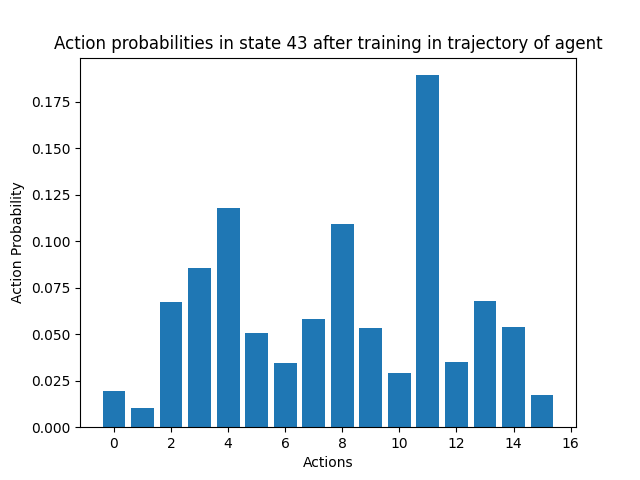 Action probabilities in state 43 after training in trajectory of agent
0.175
0.150
0.125
0.100
0.075
0.050
0.025
0.000
Action Probability
0 2 4 6 8 10 12 14 16
Actions